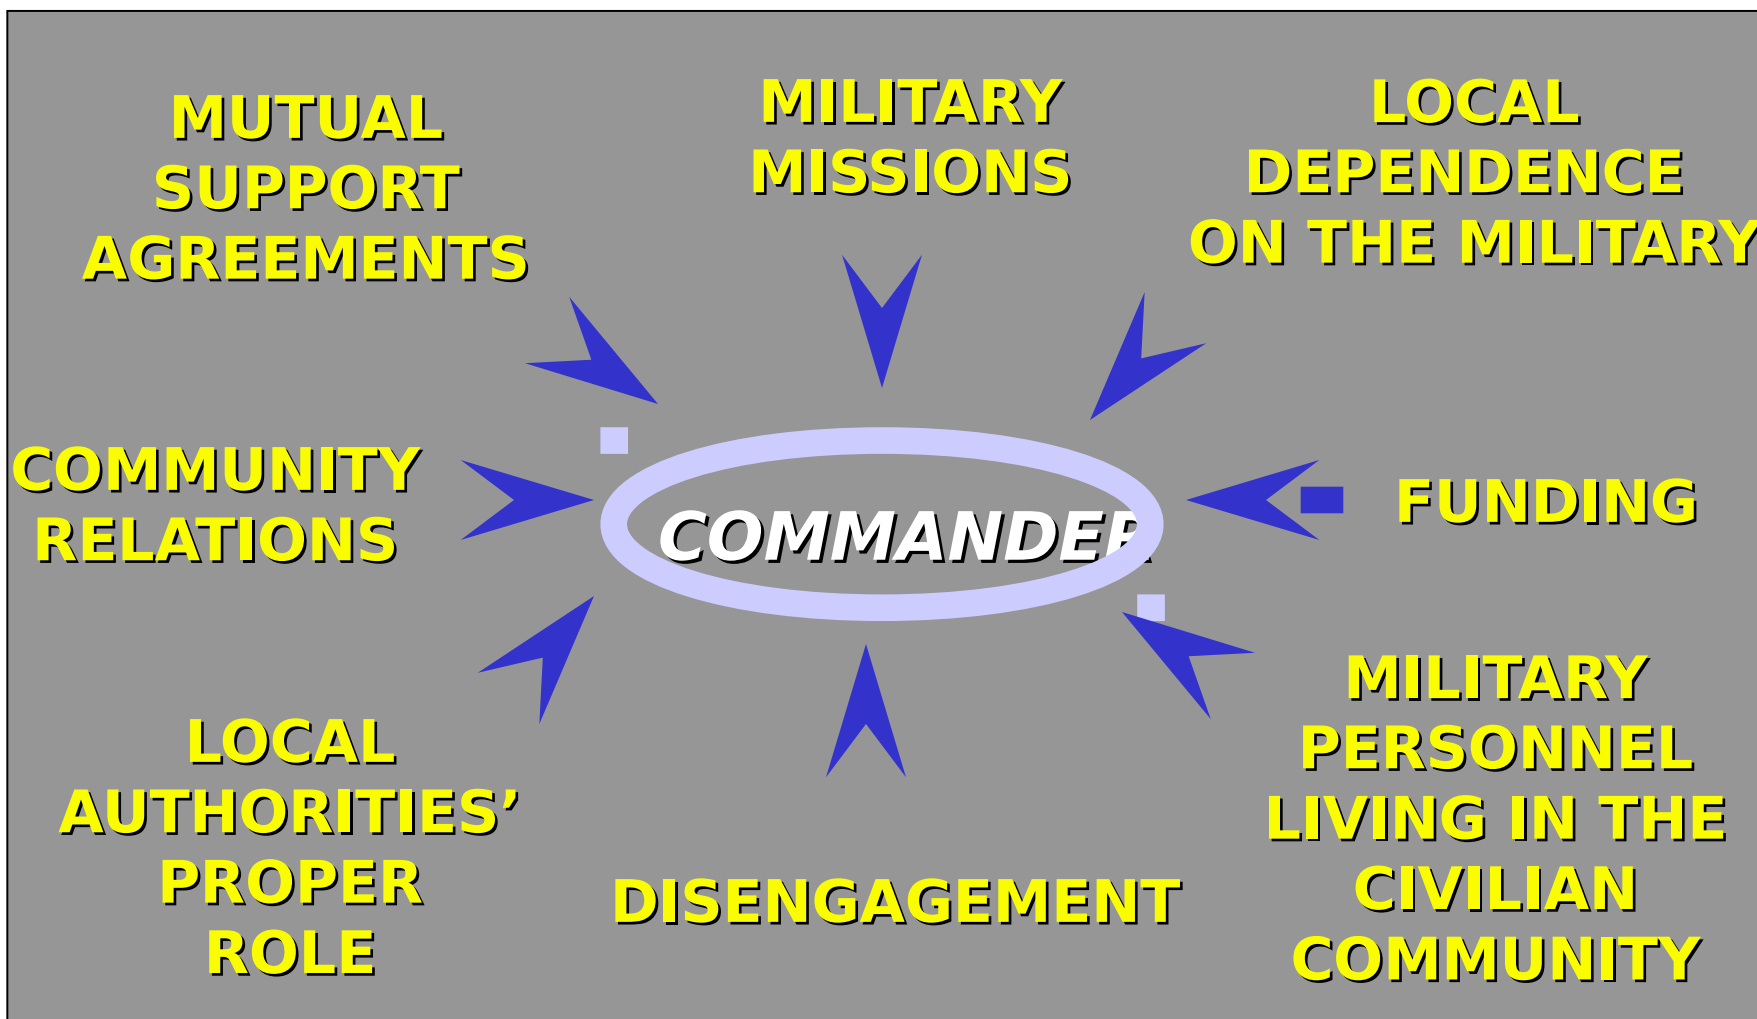 MUTUAL
SUPPORT
AGREEMENTS
MILITARY
MISSIONS
LOCAL
DEPENDENCE
ON THE MILITARY
COMMUNITY
RELATIONS
COMMANDER
FUNDING
LOCAL
AUTHORITIES’
PROPER
ROLE
DISENGAGEMENT
MILITARY
PERSONNEL
LIVING IN THE
CIVILIAN
COMMUNITY